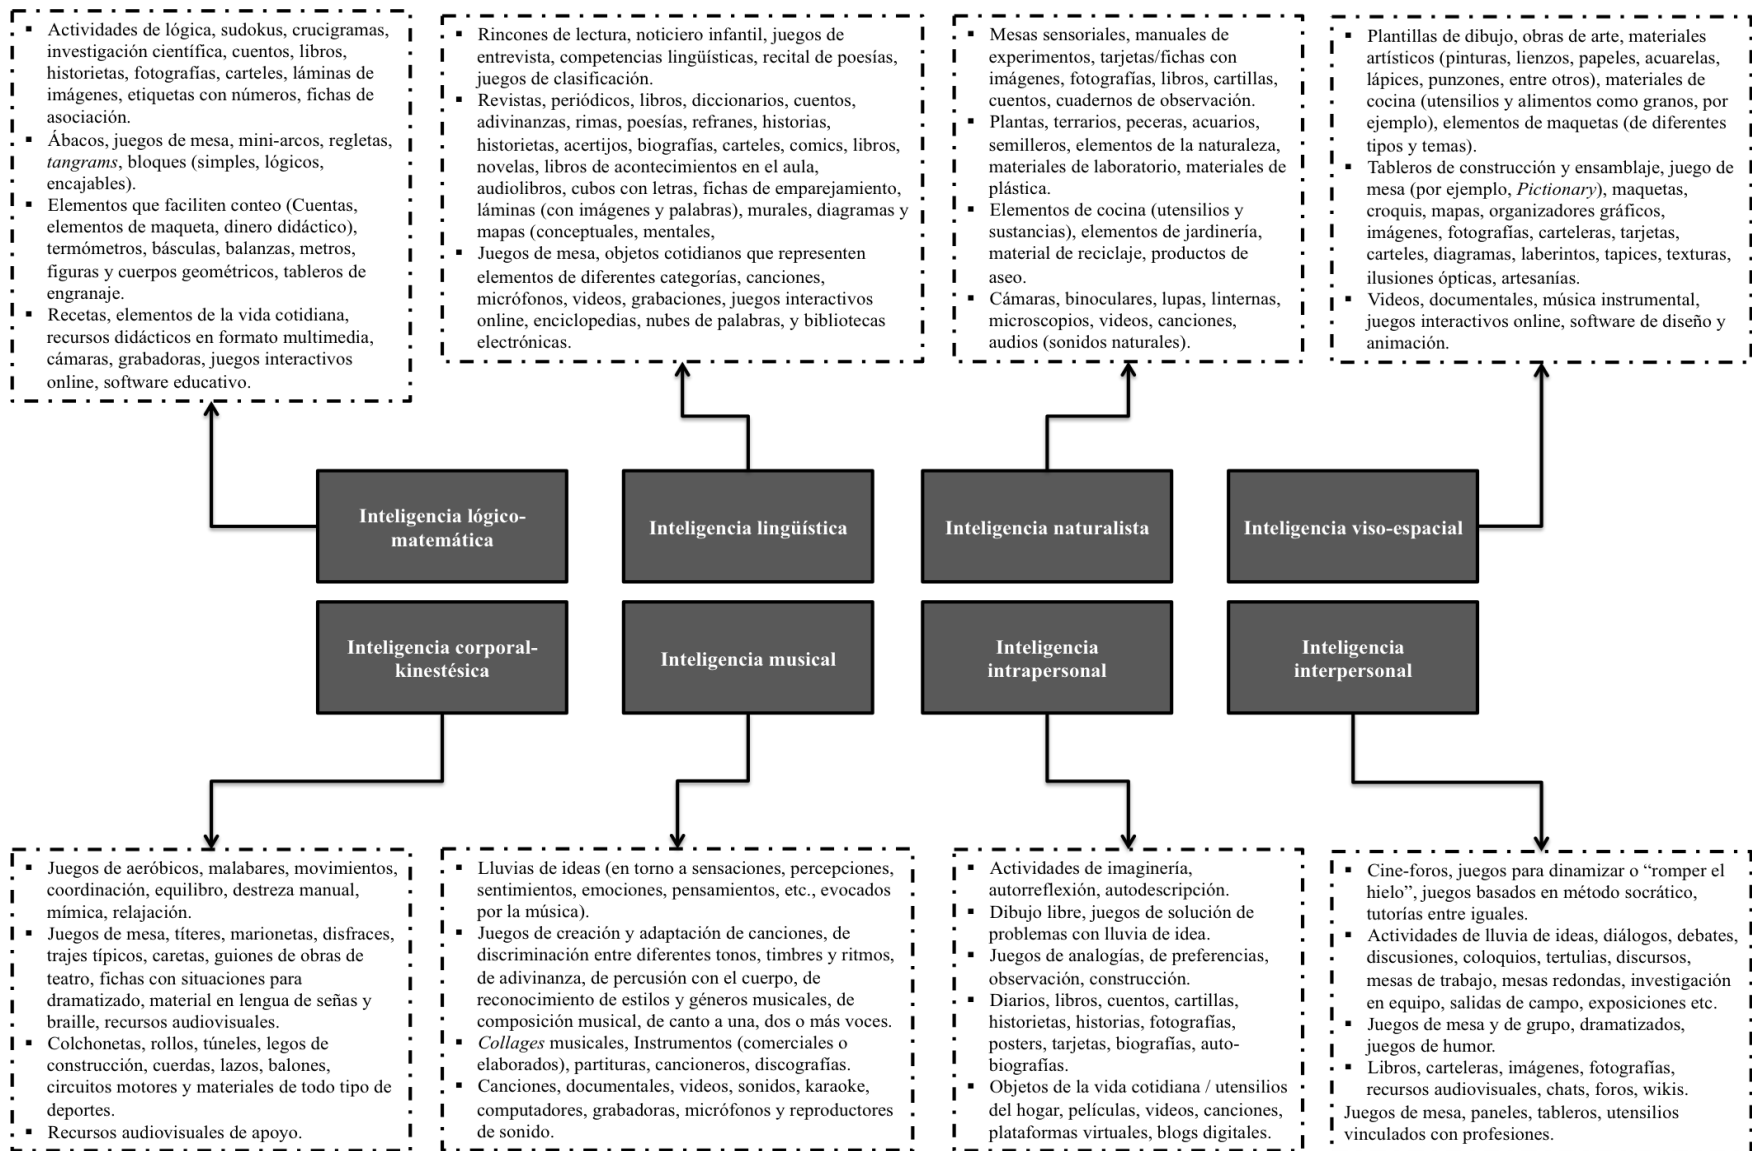 ▪ Actividades de lógica, sudokus, crucigramas,
investigación científica, cuentos, libros,
historietas, fotografías, carteles, láminas de
imágenes, etiquetas con números, fichas de
asociación.
▪ Ábacos, juegos de mesa, mini-arcos, regletas,
tangrams, bloques (simples, lógicos,
encajables).
▪ Elementos que faciliten conteo (Cuentas,
elementos de maqueta, dinero didáctico),
termómetros, básculas, balanzas, metros,
figuras y cuerpos geométricos, tableros de
engranaje.
▪ Recetas, elementos de la vida cotidiana,
recursos didácticos en formato multimedia,
cámaras, grabadoras, juegos interactivos
online, software educativo.
▪ Rincones de lectura, noticiero infantil, juegos de
entrevista, competencias lingüísticas, recital de poesías,
juegos de clasificación.
▪ Revistas, periódicos, libros, diccionarios, cuentos,
adivinanzas, rimas, poesías, refranes, historias,
historietas, acertijos, biografías, carteles, comics, libros,
novelas, libros de acontecimientos en el aula,
audiolibros, cubos con letras, fichas de emparejamiento,
láminas (con imágenes y palabras), murales, diagramas y
mapas (conceptuales, mentales,
▪ Juegos de mesa, objetos cotidianos que representen
elementos de diferentes categorías, canciones,
micrófonos, videos, grabaciones, juegos interactivos
online, enciclopedias, nubes de palabras, y bibliotecas
electrónicas.
▪ Mesas sensoriales, manuales de
experimentos, tarjetas/fichas con
imágenes, fotografías, libros, cartillas,
cuentos, cuadernos de observación.
▪ Plantas, terrarios, peceras, acuarios,
semilleros, elementos de la naturaleza,
materiales de laboratorio, materiales de
plástica.
▪ Elementos de cocina (utensilios y
sustancias), elementos de jardinería,
material de reciclaje, productos de
aseo.
▪ Cámaras, binoculares, lupas, linternas,
microscopios, videos, canciones,
audios (sonidos naturales).
▪ Plantillas de dibujo, obras de arte, materiales
artísticos (pinturas, lienzos, papeles, acuarelas,
lápices, punzones, entre otros), materiales de
cocina (utensilios y alimentos como granos, por
ejemplo), elementos de maquetas (de diferentes
tipos y temas).
▪ Tableros de construcción y ensamblaje, juego de
mesa (por ejemplo, Pictionary), maquetas,
croquis, mapas, organizadores gráficos,
imágenes, fotografías, carteleras, tarjetas,
carteles, diagramas, laberintos, tapices, texturas,
ilusiones ópticas, artesanías.
▪ Videos, documentales, música instrumental,
juegos interactivos online, software de diseño y
animación.
Inteligencia lógico-
matemática
Inteligencia lingüística
Inteligencia naturalista
Inteligencia viso-espacial
Inteligencia corporal-
kinestésica
Inteligencia musical
Inteligencia
intrapersonal
Inteligencia
interpersonal
▪ Juegos de aeróbicos, malabares, movimientos,
coordinación, equilibro, destreza manual,
mímica, relajación.
▪ Juegos de mesa, títeres, marionetas, disfraces,
trajes típicos, caretas, guiones de obras de
teatro, fichas con situaciones para
dramatizado, material en lengua de señas y
braille, recursos audiovisuales.
▪ Colchonetas, rollos, túneles, legos de
construcción, cuerdas, lazos, balones,
circuitos motores y materiales de todo tipo de
deportes.
▪ Recursos audiovisuales de apoyo.
▪ Lluvias de ideas (en torno a sensaciones, percepciones,
sentimientos, emociones, pensamientos, etc., evocados
por la música).
▪ Juegos de creación y adaptación de canciones, de
discriminación entre diferentes tonos, timbres y ritmos,
de adivinanza, de percusión con el cuerpo, de
reconocimiento de estilos y géneros musicales, de
composición musical, de canto a una, dos o más voces.
▪ Collages musicales, Instrumentos (comerciales o
elaborados), partituras, cancioneros, discografías.
▪ Canciones, documentales, videos, sonidos, karaoke,
computadores, grabadoras, micrófonos y reproductores
de sonido.
▪ Actividades de imaginería,
autorreflexión, autodescripción.
▪ Dibujo libre, juegos de solución de
problemas con lluvia de idea.
▪ Juegos de analogías, de preferencias,
observación, construcción.
▪ Diarios, libros, cuentos, cartillas,
historietas, historias, fotografías,
posters, tarjetas, biografías, auto-
biografías.
▪ Objetos de la vida cotidiana / utensilios
del hogar, películas, videos, canciones,
plataformas virtuales, blogs digitales.
▪ Cine-foros, juegos para dinamizar o “romper el
hielo”, juegos basados en método socrático,
tutorías entre iguales.
▪ Actividades de lluvia de ideas, diálogos, debates,
discusiones, coloquios, tertulias, discursos,
mesas de trabajo, mesas redondas, investigación
en equipo, salidas de campo, exposiciones etc.
▪ Juegos de mesa y de grupo, dramatizados,
juegos de humor.
▪ Libros, carteleras, imágenes, fotografías,
recursos audiovisuales, chats, foros, wikis.
Juegos de mesa, paneles, tableros, utensilios
vinculados con profesiones.